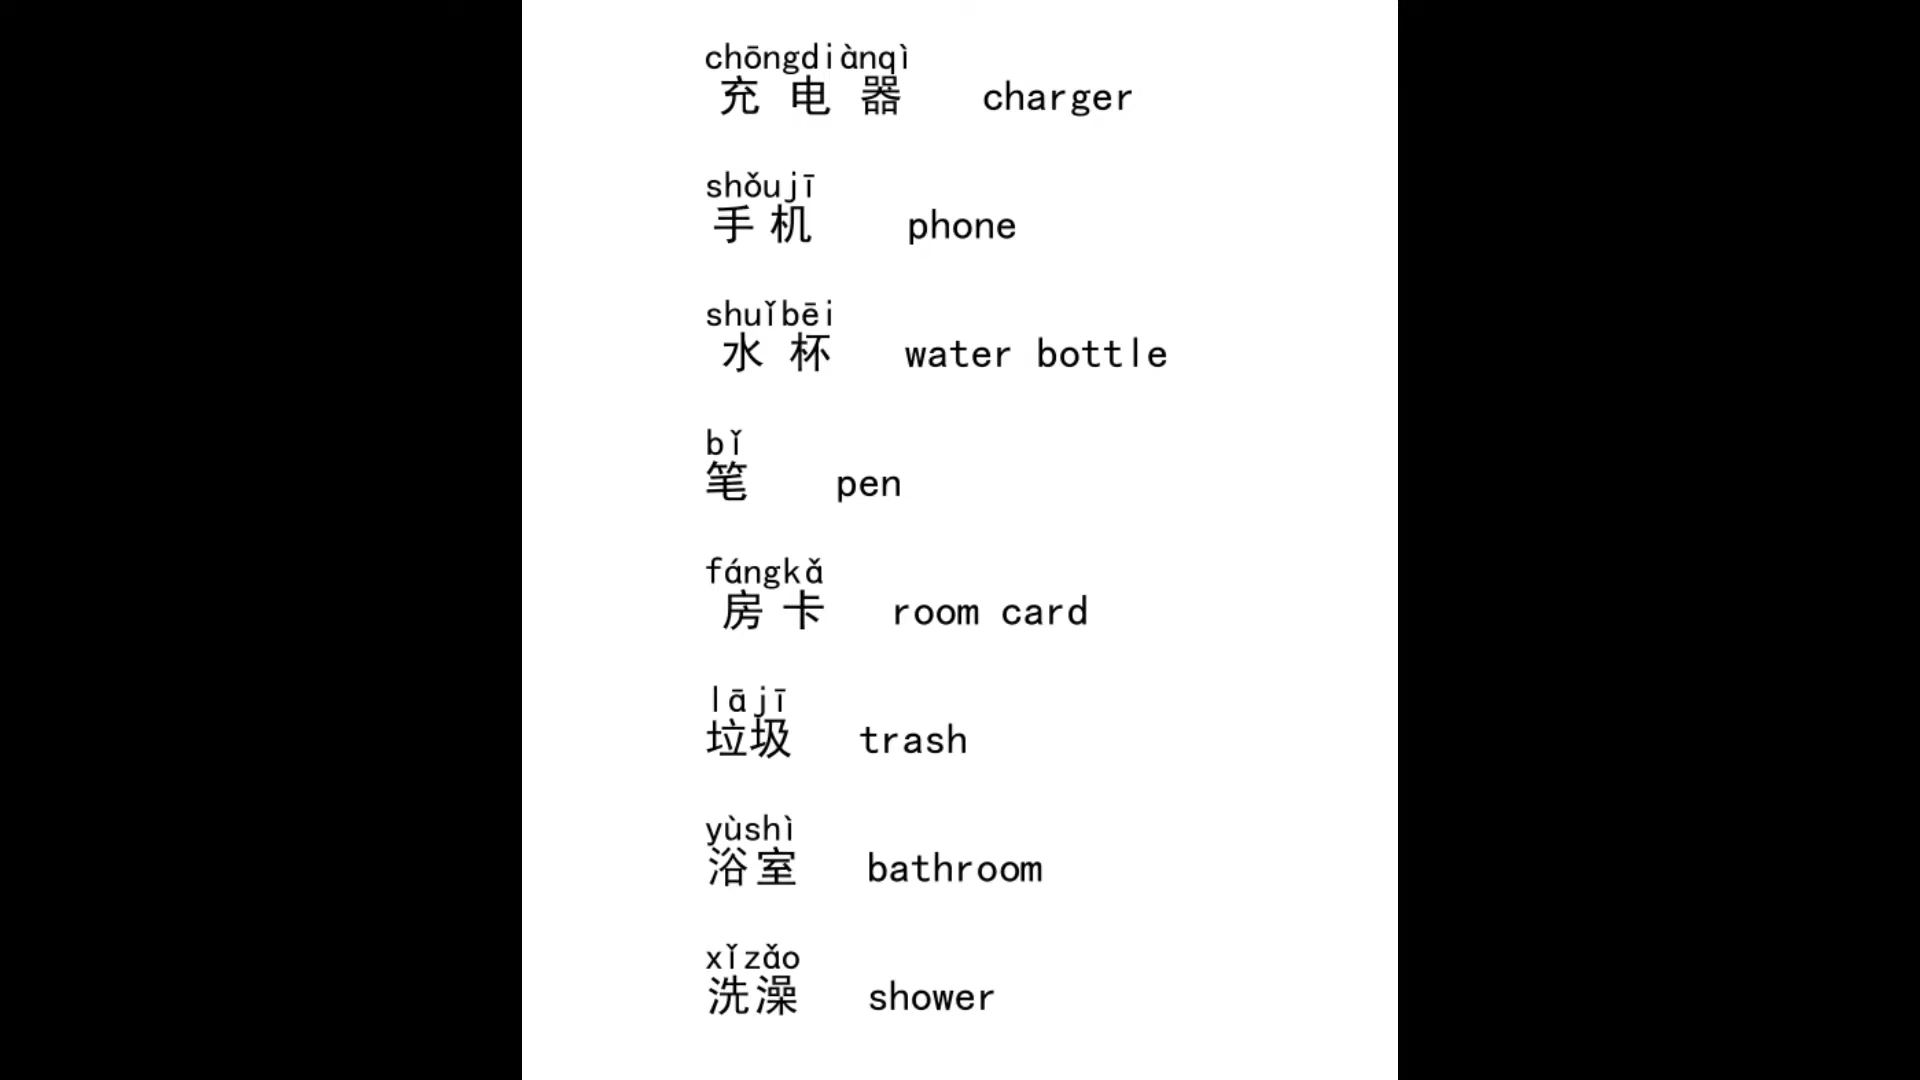 chōngdiànqì
充电器 charger
shǒujī
手机 phone
shuǐbēi
水杯 water bottle
bǐ
笔 pen
fángkǎ
房卡 room card
lājī
垃圾 trash
yùshì
浴室 bathroom
xǐzǎo
洗澡 shower